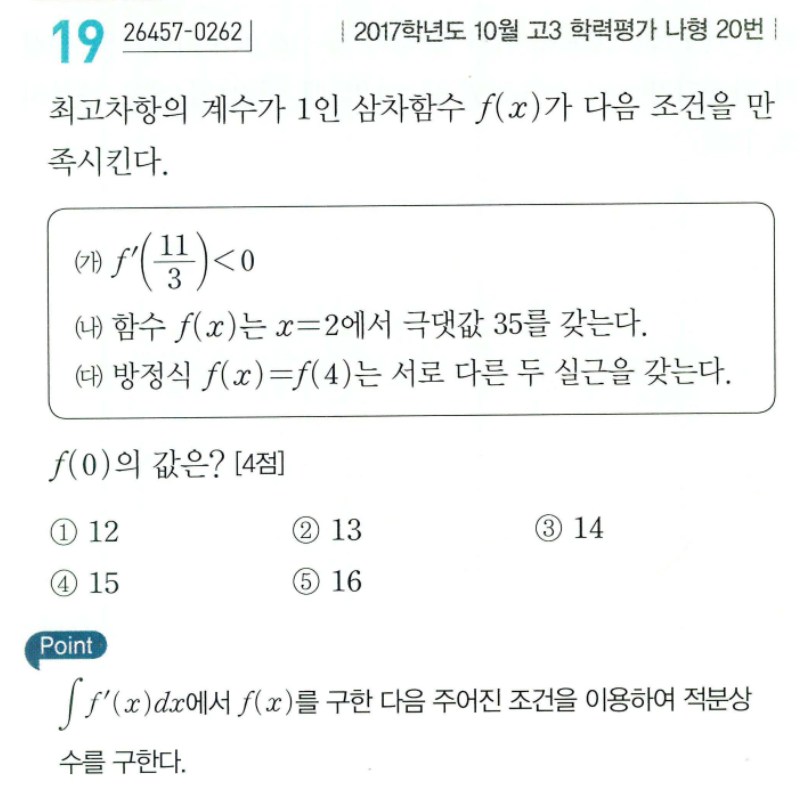 19 26457-0262 | 2017학년도 10월 고3 학력평가 나형 20번 |
최고차항의 계수가 1인 삼차함수 f(x)가 다음 조건을 만
족시킨다.
㈎ f′(11/3)<0
㈏ 함수 f(x)는 x=2에서 극댓값 35를 갖는다.
㈐ 방정식 f(x)=f(4)는 서로 다른 두 실근을 갖는다.
f(0)의 값은? [4점]
① 12 ② 13 ③ 14
④ 15 ⑤ 16
Point
∫f′(x)dx에서 f(x)를 구한 다음 주어진 조건을 이용하여 적분상
수를 구한다.